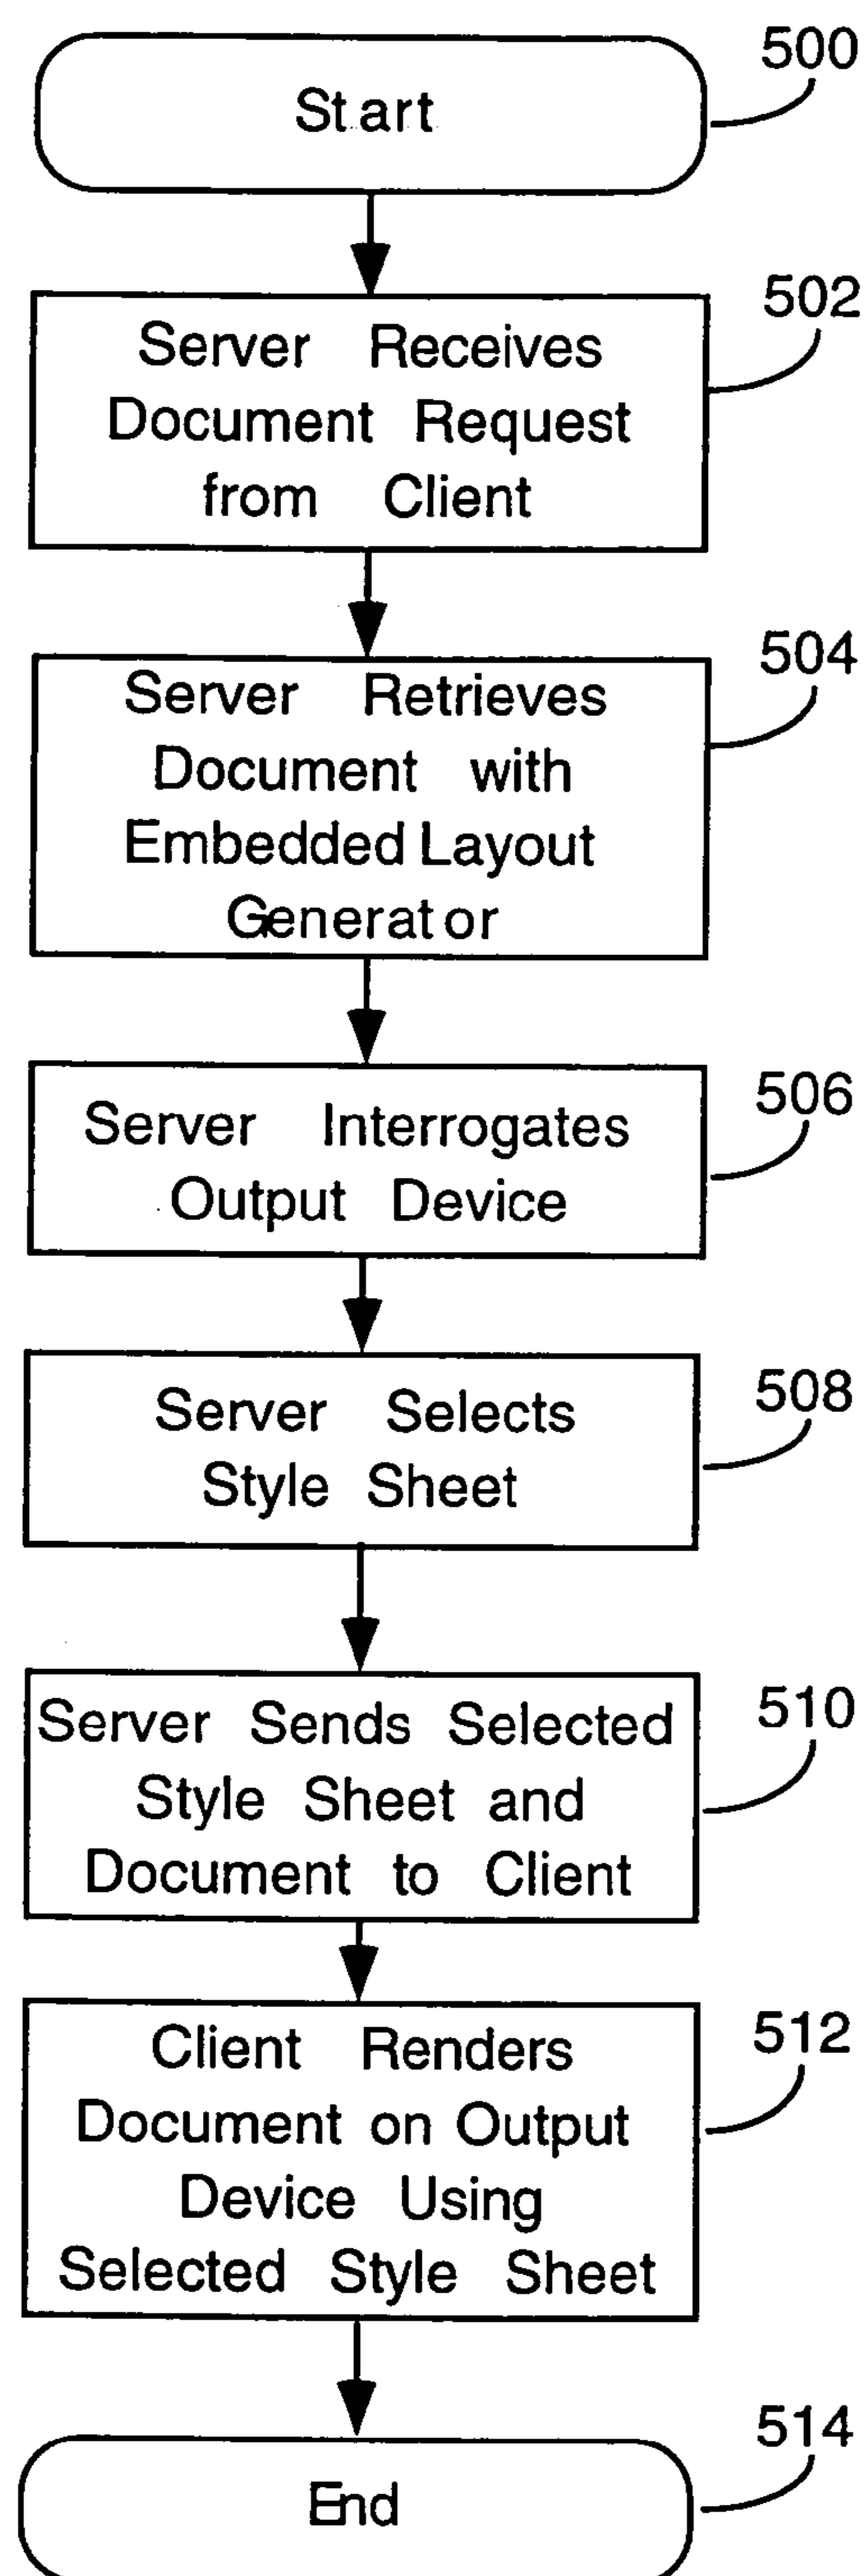 Start
500
Server Receives
Document Request
from Client
502
Server Retrieves
Document with
Embedded Layout
Generator
504
Server Interrogates
Output Device
506
Server Selects
Style Sheet
508
Server Sends Selected
Style Sheet and
Document to Client
510
Client Renders
Document on Output
Device Using
Selected Style Sheet
512
End
514